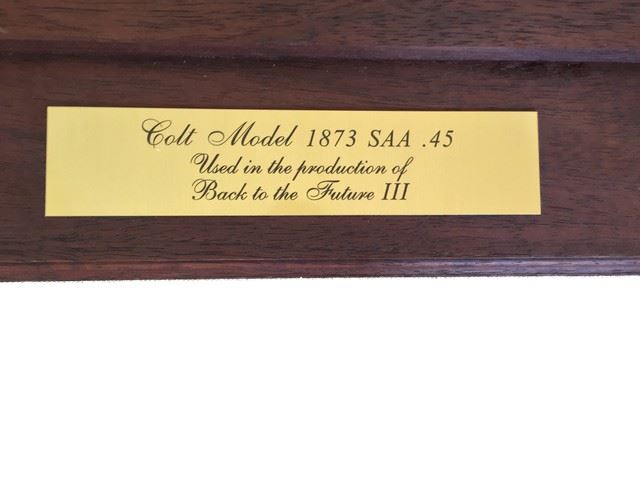 Colt Model 1873 SAA .45
Used in the production of
Back to the Future III